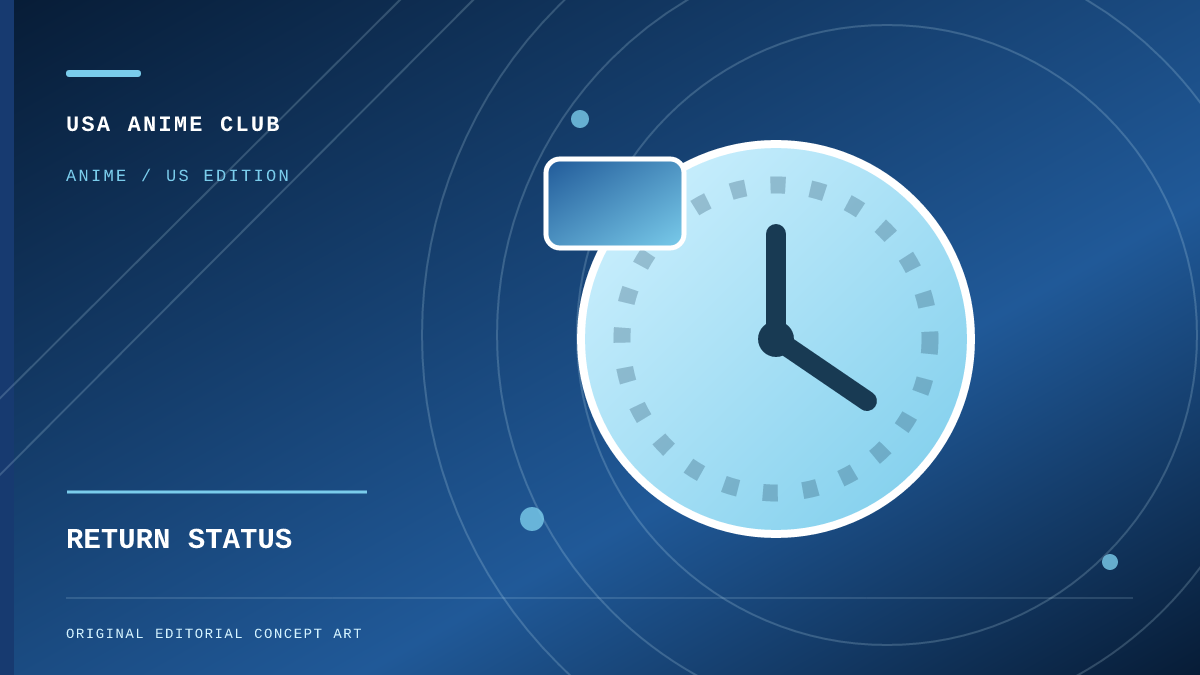 USA ANIME CLUB
ANIME / US EDITION
RETURN STATUS
ORIGINAL EDITORIAL CONCEPT ART